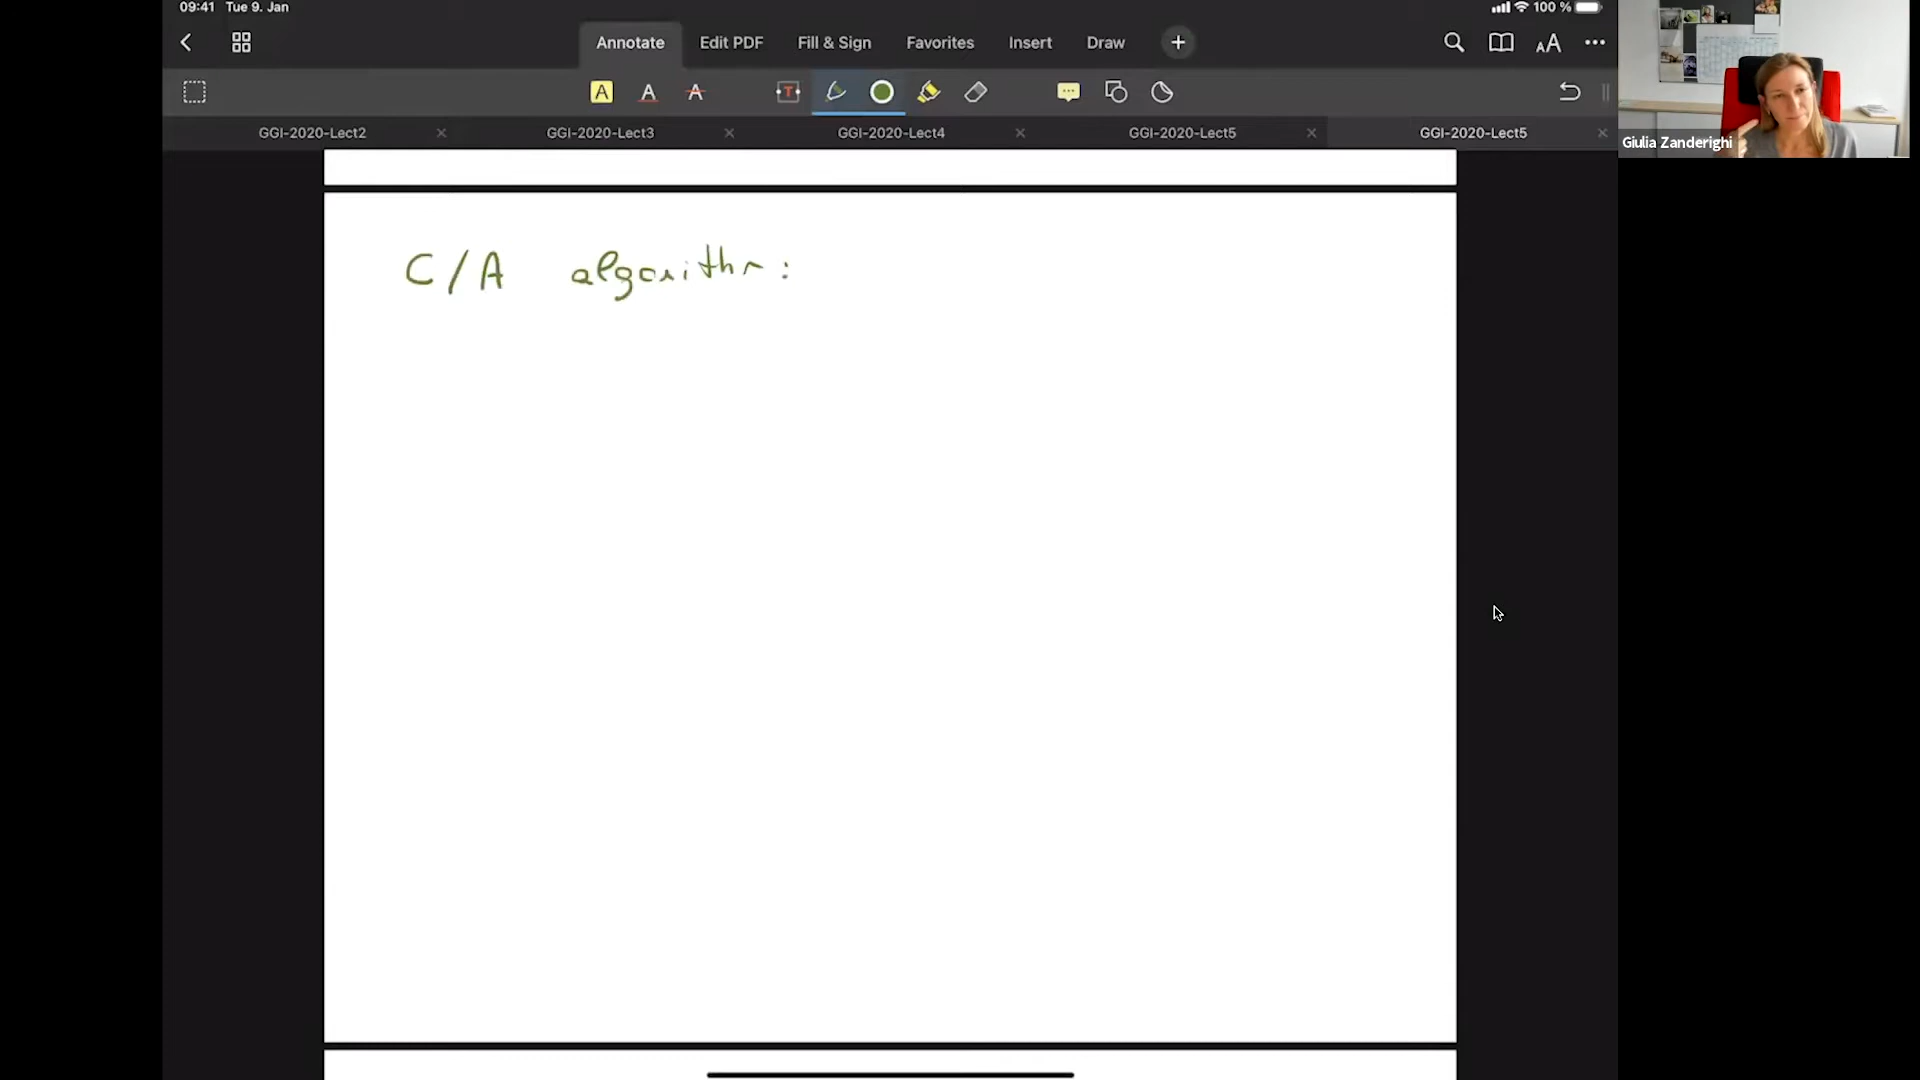 09:41 Tue 9. Jan
100 %
Annotate Edit PDF Fill & Sign Favorites Insert Draw
GGI-2020-Lect2 GGI-2020-Lect3 GGI-2020-Lect4 GGI-2020-Lect5 GGI-2020-Lect5
Giulia Zanderighi
C/A algorithm: